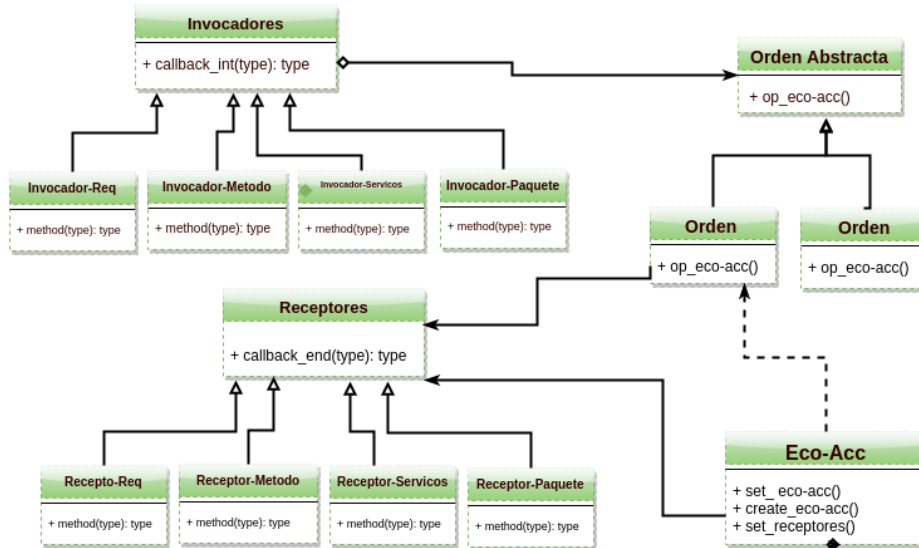 Invocadores
+ callback_int(type): type
Orden Abstracta
+ op_eco-acc()
Invocador-Req
+ method(type): type
Invocador-Metodo
+ method(type): type
Invocador-Servicos
+ method(type): type
Invocador-Paquete
+ method(type): type
Orden
+ op_eco-acc()
Orden
+ op_eco-acc()
Receptores
+ callback_end(type): type
Recepto-Req
+ method(type): type
Receptor-Metodo
+ method(type): type
Receptor-Servicos
+ method(type): type
Receptor-Paquete
+ method(type): type
Eco-Acc
+ set_ eco-acc()
+ create_eco-acc()
+ set_receptores()